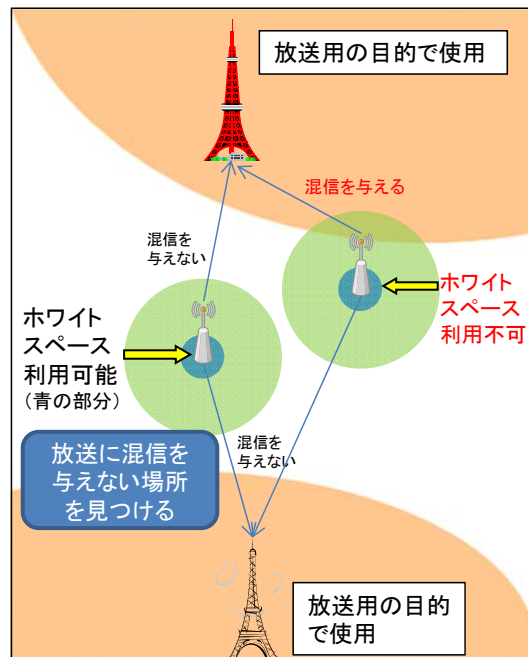 放送用の目的で使用
混信を与える
混信を
与えない
ホワイト
スペース
利用不可
ホワイト
スペース
利用可能
（青の部分）
混信を
与えない
放送に混信を
与えない場所
を見つける
放送用の目的
で使用